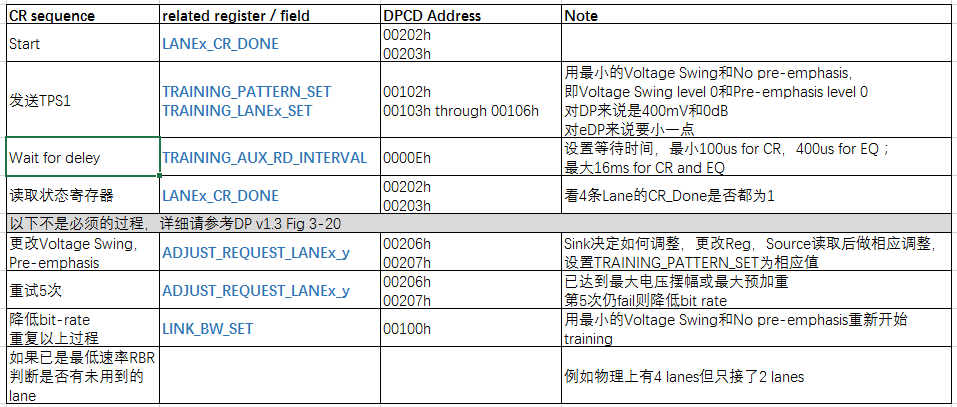 CR sequence related register / field DPCD Address Note
Start LANEx_CR_DONE 00202h
00203h
发送TPS1 TRAINING_PATTERN_SET
TRAINING_LANEx_SET 00102h
00103h through 00106h 用最小的Voltage Swing和No pre-emphasis,
即Voltage Swing level 0和Pre-emphasis level 0
对DP来说是400mV和0dB
对eDP来说要小一点
Wait for deley TRAINING_AUX_RD_INTERVAL 0000Eh 设置等待时间，最小100us for CR，400us for EQ；
最大16ms for CR and EQ
读取状态寄存器 LANEx_CR_DONE 00202h
00203h 看4条Lane的CR_Done是否都为1
以下不是必须的过程，详细请参考DP v1.3 Fig 3-20
更改Voltage Swing,
Pre-emphasis ADJUST_REQUEST_LANEx_y 00206h
00207h Sink决定如何调整，更改Reg，Source读取后做相应调整，
设置TRAINING_PATTERN_SET为相应值
重试5次 ADJUST_REQUEST_LANEx_y 00206h
00207h 已达到最大电压摆幅或最大预加重
第5次仍fail则降低bit rate
降低bit-rate
重复以上过程 LINK_BW_SET 00100h 用最小的Voltage Swing和No pre-emphasis重新开始
training
如果已是最低速率RBR
判断是否有未用到的
lane 例如物理上有4 lanes但只接了2 lanes